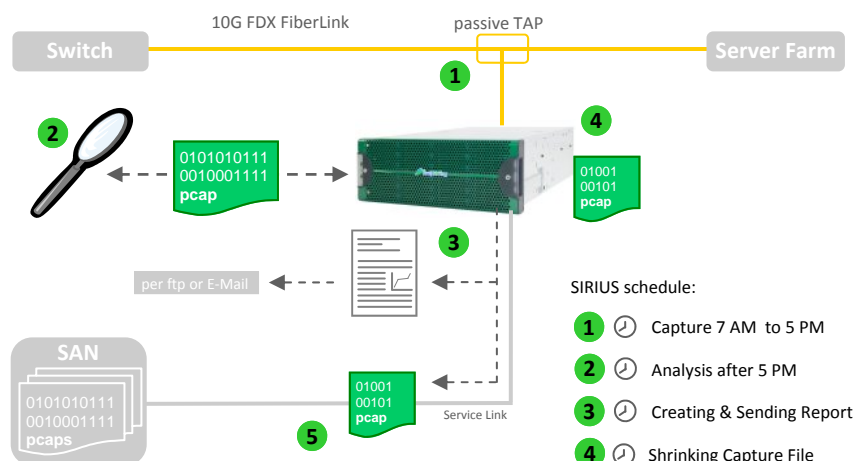 10G FDX FiberLink
passive TAP
Switch
Server Farm
1
2
4
0101010111
0010001111
pcap
01001
00101
pcap
3
per ftp or E-Mail
SIRIUS schedule:
1 Capture 7 AM to 5 PM
2 Analysis after 5 PM
3 Creating & Sending Report
4 Shrinking Capture File
SAN
0101010111
0010001111
pcaps
01001
00101
pcap
Service Link
5